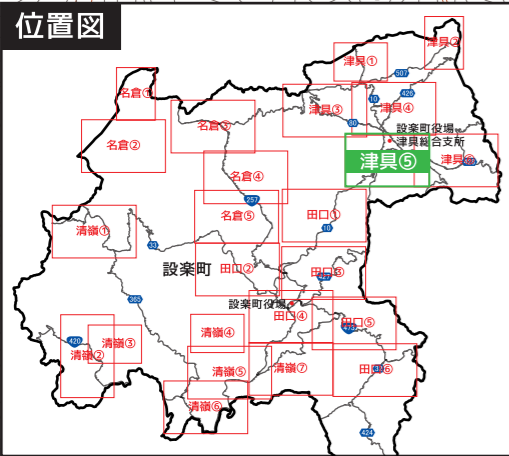 位置図
津具②
津具①
507
名倉①
津具③
10
426
津具④
名倉③
80
設楽町役場
津具総合支所
名倉②
津具⑤
津具⑥
名倉④
257
名倉⑤
田口①
清嶺①
10
33
設楽町
田口②
田口③
427
365
設楽町役場
田口④
田口⑤
清嶺④
420
清嶺③
清嶺②
清嶺⑤
清嶺⑦
田口⑥
清嶺⑥
424